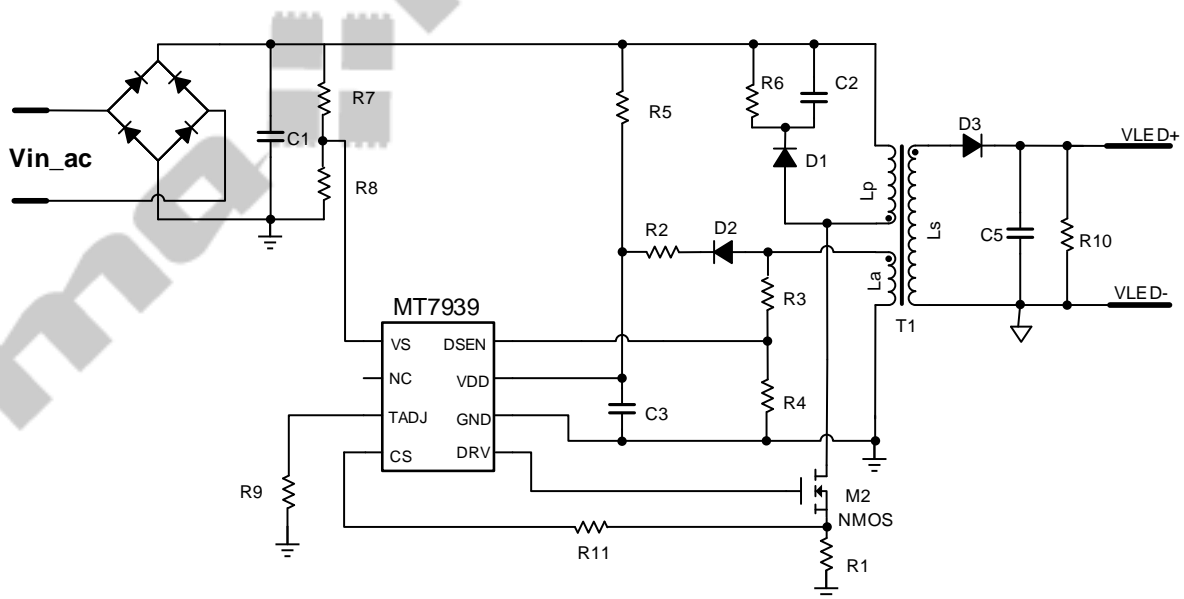 R7
R5
R6
C2
C1
D3
VLED+
Vin_ac
D1
R8
Lp
R2
D2
Ls
C5
R10
La
R3
VLED-
MT7939
T1
VS
DSEN
NC
VDD
R4
C3
TADJ
GND
CS
DRV
R9
M2
NMOS
R11
R1